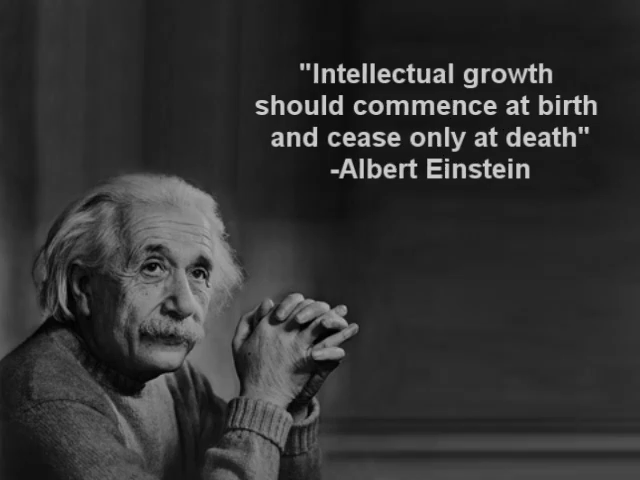 "Intellectual growth
should commence at birth
and cease only at death"
-Albert Einstein